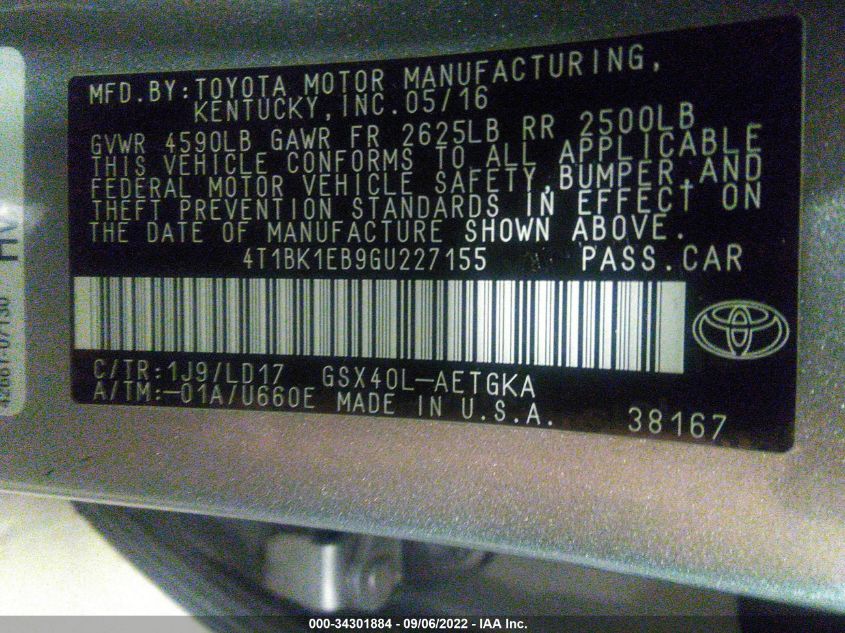 MFD.BY:TOYOTA MOTOR MANUFACTURING,
KENTUCKY,INC.05/16
GVWR 4590LB GAWR FR 2625LB RR 2500LB
THIS VEHICLE CONFORMS TO ALL APPLICABLE
FEDERAL MOTOR VEHICLE SAFETY,BUMPER,AND
THEFT PREVENTION STANDARDS IN EFFECT ON
THE DATE OF MANUFACTURE SHOWN ABOVE.
4T1BK1EB9GU227155 PASS.CAR
C/TR:1J9/LD17 GSX40L-AETGKA
A/TM:-01A/U660E MADE IN U.S.A.
38167
42661-07130
000-34301884 - 09/06/2022 - IAA Inc.